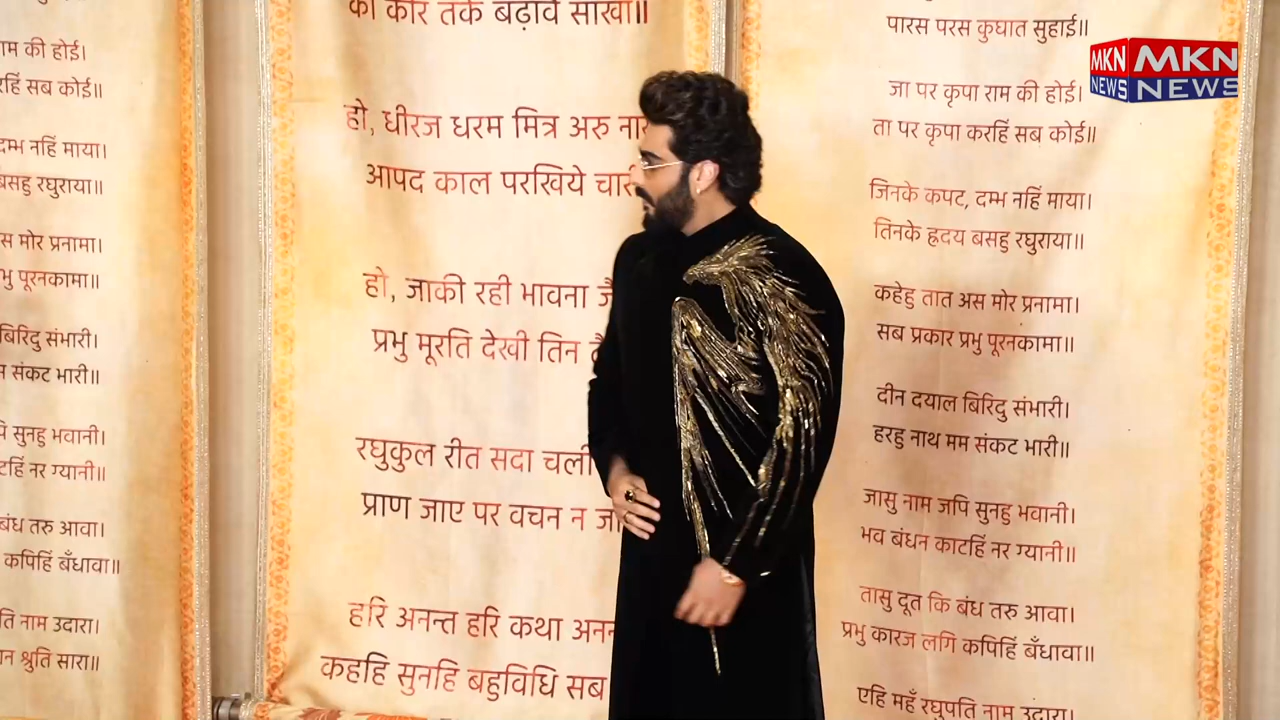 ाम की होई।
रहिं सब कोई॥
दम्भ नहिं माया।
बसहु रघुराया॥
स मोर प्रनामा।
भु पूरनकामा॥
बिरिदु संभारी।
म संकट भारी॥
पि सुनहु भवानी।
टहिं नर ग्यानी॥
बंध तरु आवा।
कपिहिं बँधावा॥
ति नाम उदारा।
ान श्रुति सारा॥
को करि तर्क बढ़ावे साखा॥
हो, धीरज धरम मित्र अरु नार
आपद काल परखिये चार
हो, जाकी रही भावना जै
प्रभु मूरति देखी तिन
रघुकुल रीत सदा चली
प्राण जाए पर वचन न जा
हरि अनन्त हरि कथा अनन
कहहि सुनहि बहुविधि सब
पारस परस कुघात सुहाई॥
जा पर कृपा राम की होई।
ता पर कृपा करहिं सब कोई॥
जिनके कपट, दम्भ नहिं माया।
तिनके ह्रदय बसहु रघुराया॥
कहेहु तात अस मोर प्रनामा।
सब प्रकार प्रभु पूरनकामा॥
दीन दयाल बिरिदु संभारी।
हरहु नाथ मम संकट भारी॥
जासु नाम जपि सुनहु भवानी।
भव बंधन काटहिं नर ग्यानी॥
तासु दूत कि बंध तरु आवा।
प्रभु कारज लगि कपिहिं बँधावा॥
एहि महँ रघुपति नाम उदारा।
MKN MKN
NEWS NEWS